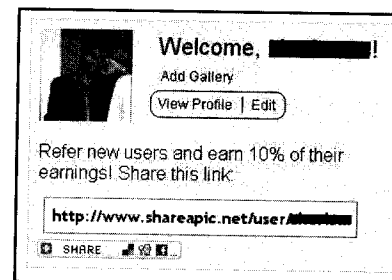 Welcome, !
Add Gallery
View Profile | Edit
Refer new users and earn 10% of their
earnings! Share this link:
http://www.shareapic.net/user/
SHARE